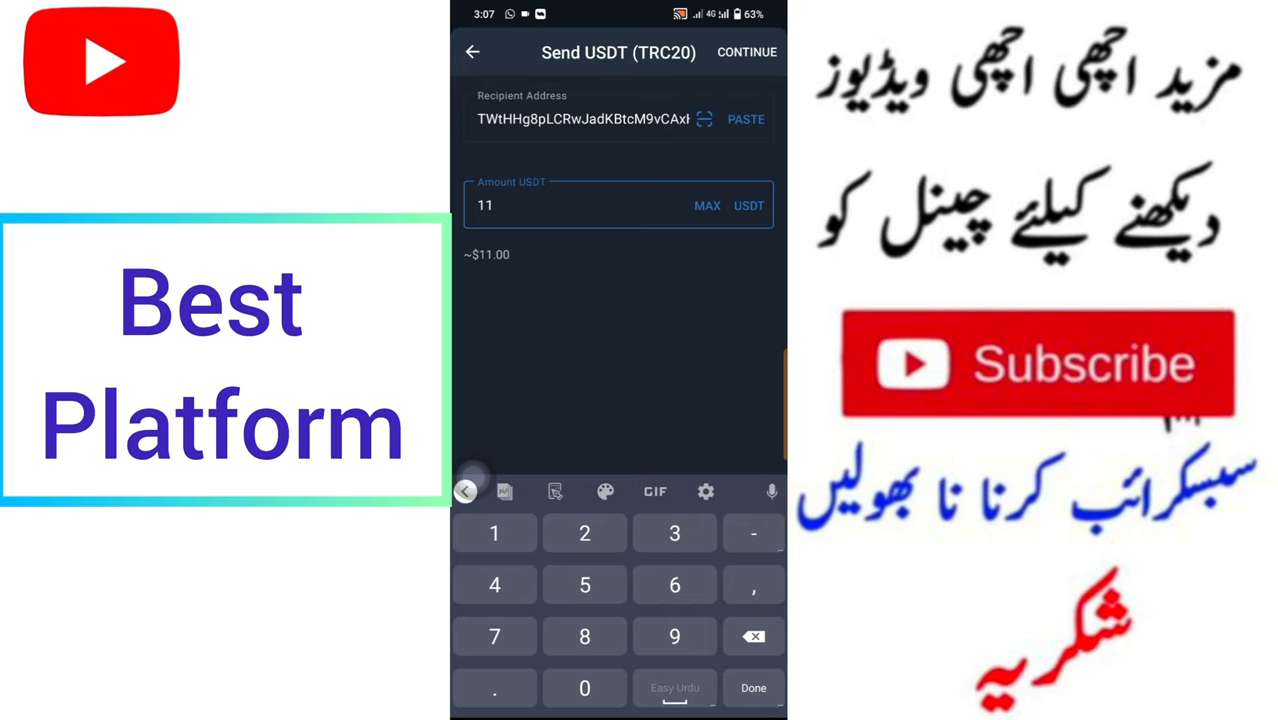 Best
Platform
3:07 4G 63%
Send USDT (TRC20) CONTINUE
Recipient Address
TWtHHg8pLCRwJadKBtcM9vCAxH PASTE
Amount USDT
11 MAX USDT
~$11.00
GIF
1 2 3 -
4 5 6 ,
7 8 9
. 0 Easy Urdu Done
مزید اچھی اچھی ویڈیوز
دیکھنے کیلئے چینل کو
Subscribe
سبسکرائب کرنا نا بھولیں
شکریہ